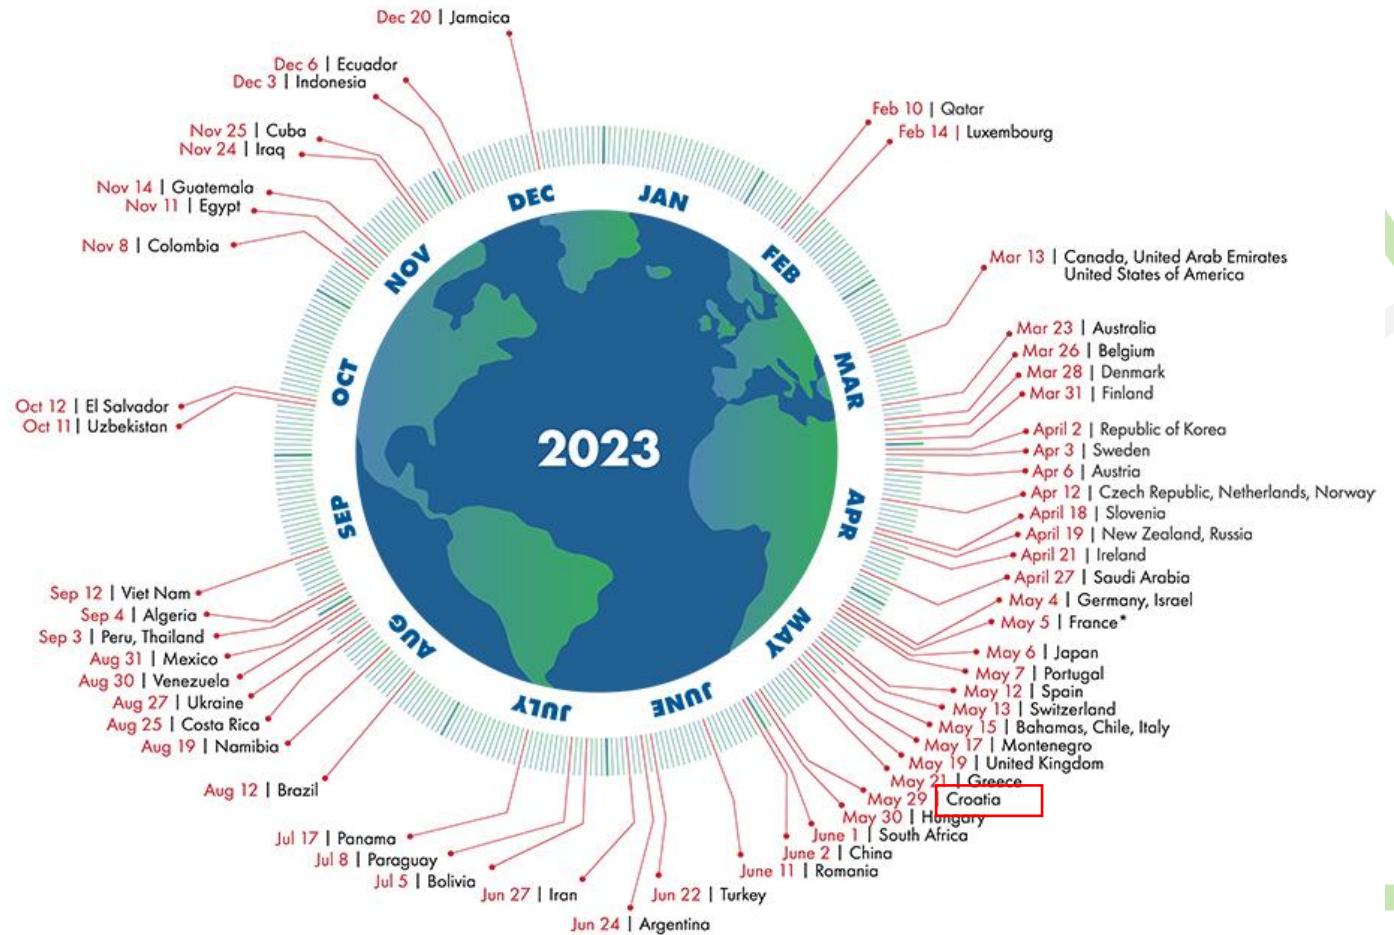 Dec 20 | Jamaica
Dec 6 | Ecuador
Dec 3 | Indonesia
Nov 25 | Cuba
Nov 24 | Iraq
Nov 14 | Guatemala
Nov 11 | Egypt
Nov 8 | Colombia
Oct 12 | El Salvador
Oct 11| Uzbekistan
Sep 12 | Viet Nam
Sep 4 | Algeria
Sep 3 | Peru, Thailand
Aug 31 | Mexico
Aug 30 | Venezuela
Aug 27 | Ukraine
Aug 25 | Costa Rica
Aug 19 | Namibia
Aug 12 | Brazil
Jul 17 | Panama
Jul 8 | Paraguay
Jul 5 | Bolivia
Jun 27 | Iran
Jun 24 | Argentina
Jun 22 | Turkey
Feb 10 | Qatar
Feb 14 | Luxembourg
Mar 13 | Canada, United Arab Emirates
United States of America
Mar 23 | Australia
Mar 26 | Belgium
Mar 28 | Denmark
Mar 31 | Finland
April 2 | Republic of Korea
Apr 3 | Sweden
Apr 6 | Austria
Apr 12 | Czech Republic, Netherlands, Norway
April 18 | Slovenia
April 19 | New Zealand, Russia
April 21 | Ireland
April 27 | Saudi Arabia
May 4 | Germany, Israel
May 5 | France*
May 6 | Japan
May 7 | Portugal
May 12 | Spain
May 13 | Switzerland
May 15 | Bahamas, Chile, Italy
May 17 | Montenegro
May 19 | United Kingdom
May 21 | Greece
May 29 Croatia
May 30 | Hungary
June 1 | South Africa
June 2 | China
June 11 | Romania
JAN
FEB
MAR
APR
MAY
JUNE
JULY
AUG
SEP
OCT
NOV
DEC
2023